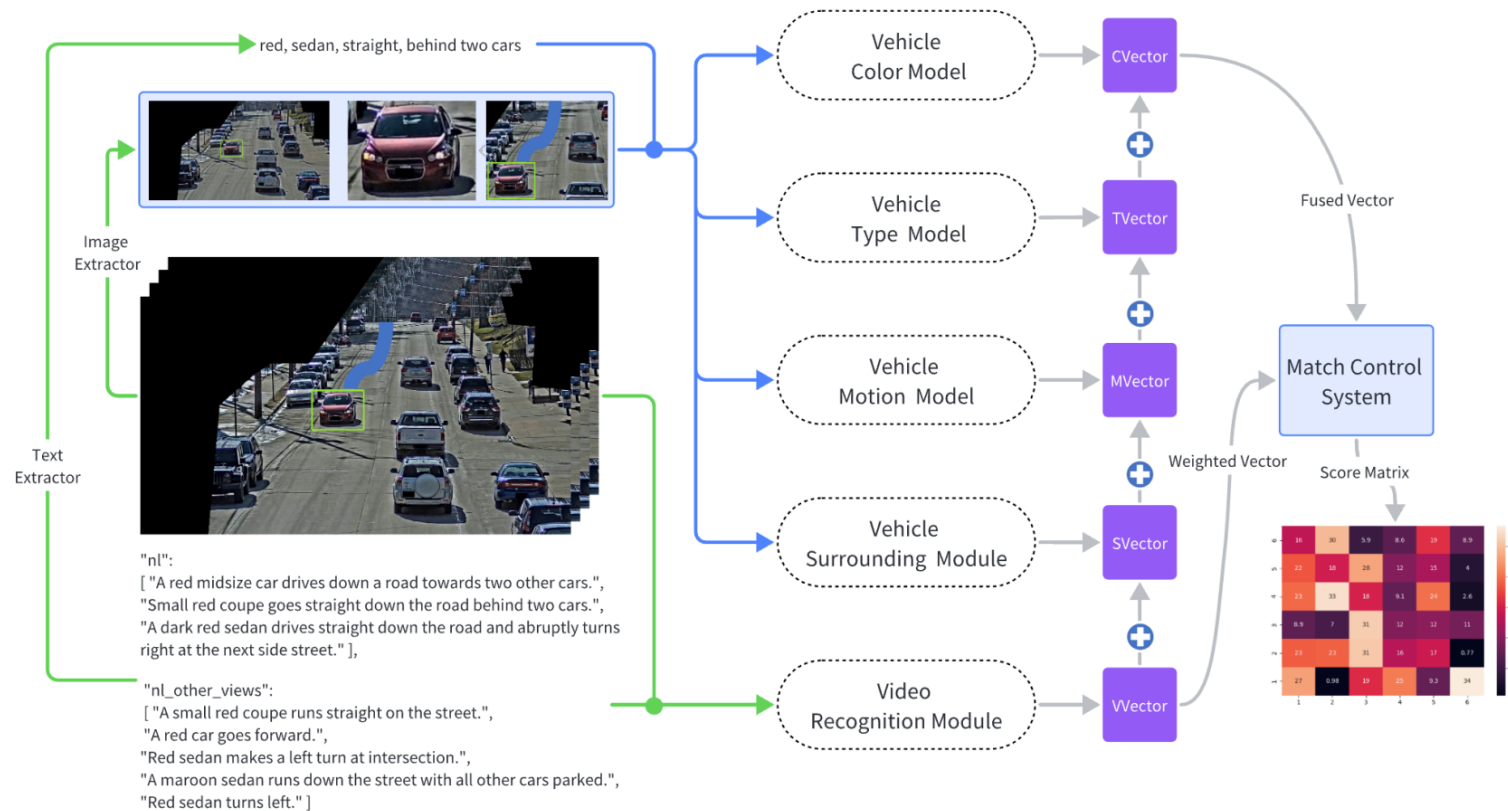 red, sedan, straight, behind two cars
Image
Extractor
Text
Extractor
"nl":
[ "A red midsize car drives down a road towards two other cars.",
"Small red coupe goes straight down the road behind two cars.",
"A dark red sedan drives straight down the road and abruptly turns
right at the next side street." ],
"nl_other_views":
[ "A small red coupe runs straight on the street.",
"A red car goes forward.",
"Red sedan makes a left turn at intersection.",
"A maroon sedan runs down the street with all other cars parked.",
"Red sedan turns left." ]
Vehicle
Color Model
Vehicle
Type Model
Vehicle
Motion Model
Vehicle
Surrounding Module
Video
Recognition Module
CVector
TVector
MVector
SVector
VVector
Fused Vector
Weighted Vector
Match Control
System
Score Matrix
6 16 30 5.9 8.6 19 8.9
5 22 18 28 12 15 4
4 23 18 9.1 24 2.6
3 8.9 7 31 12 12 11
2 23 23 31 16 17 0.77
1 27 0.98 19 25 9.3 34
1 2 3 4 5 6